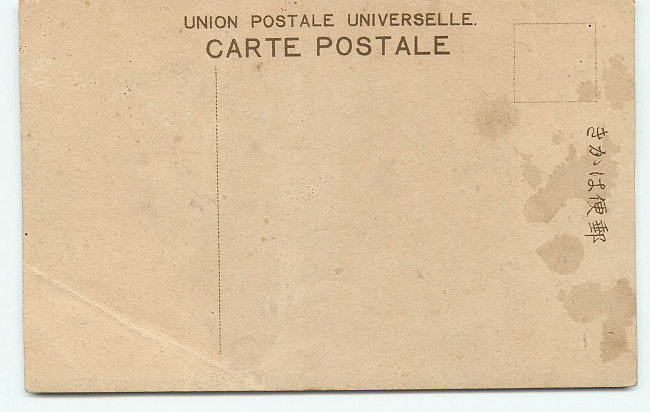 UNION POSTALE UNIVERSELLE.
CARTE POSTALE
郵便はかき